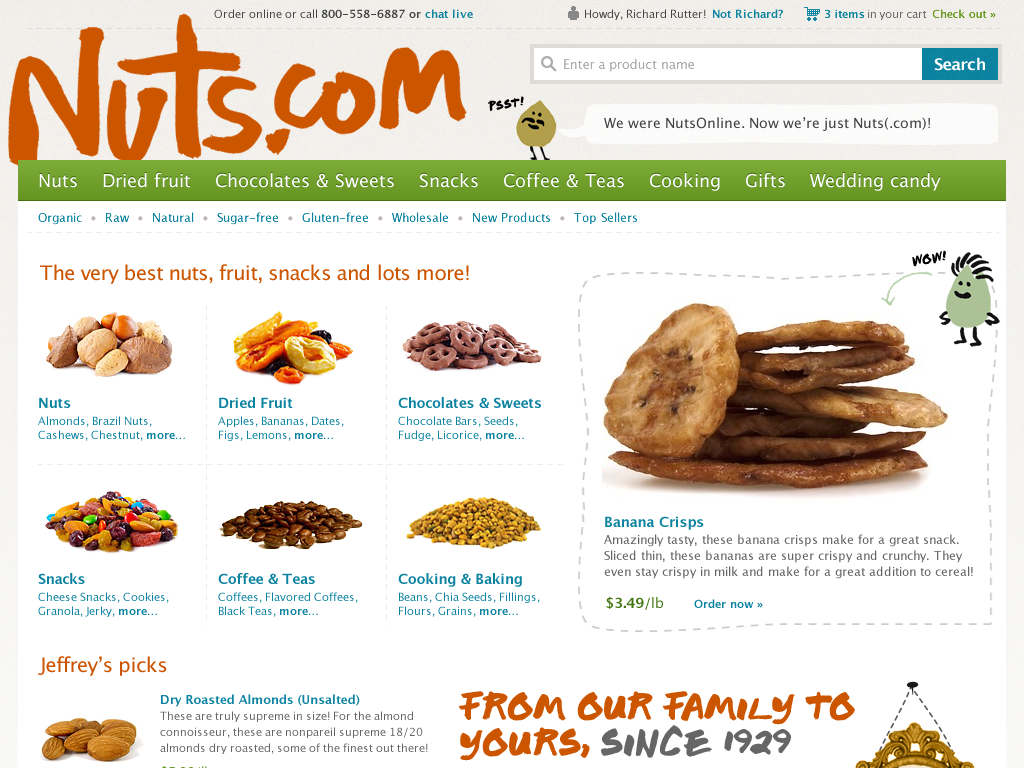 Order online or call 800-558-6887 or chat live
Howdy, Richard Rutter! Not Richard?
3 items in your cart Check out »
Nuts.com
Enter a product name
Search
PSST!
We were NutsOnline. Now we're just Nuts(.com)!
Nuts Dried fruit Chocolates & Sweets Snacks Coffee & Teas Cooking Gifts Wedding candy
Organic • Raw • Natural • Sugar-free • Gluten-free • Wholesale • New Products • Top Sellers
The very best nuts, fruit, snacks and lots more!
Nuts
Almonds, Brazil Nuts,
Cashews, Chestnut, more...
Dried Fruit
Apples, Bananas, Dates,
Figs, Lemons, more...
Chocolates & Sweets
Chocolate Bars, Seeds,
Fudge, Licorice, more...
Snacks
Cheese Snacks, Cookies,
Granola, Jerky, more...
Coffee & Teas
Coffees, Flavored Coffees,
Black Teas, more...
Cooking & Baking
Beans, Chia Seeds, Fillings,
Flours, Grains, more...
WOW!
Banana Crisps
Amazingly tasty, these banana crisps make for a great snack.
Sliced thin, these bananas are super crispy and crunchy. They
even stay crispy in milk and make for a great addition to cereal!
$3.49/lb Order now »
Jeffrey's picks
Dry Roasted Almonds (Unsalted)
These are truly supreme in size! For the almond
connoisseur, these are nonpareil supreme 18/20
almonds dry roasted, some of the finest out there!
FROM OUR FAMILY TO
YOURS, SINCE 1929